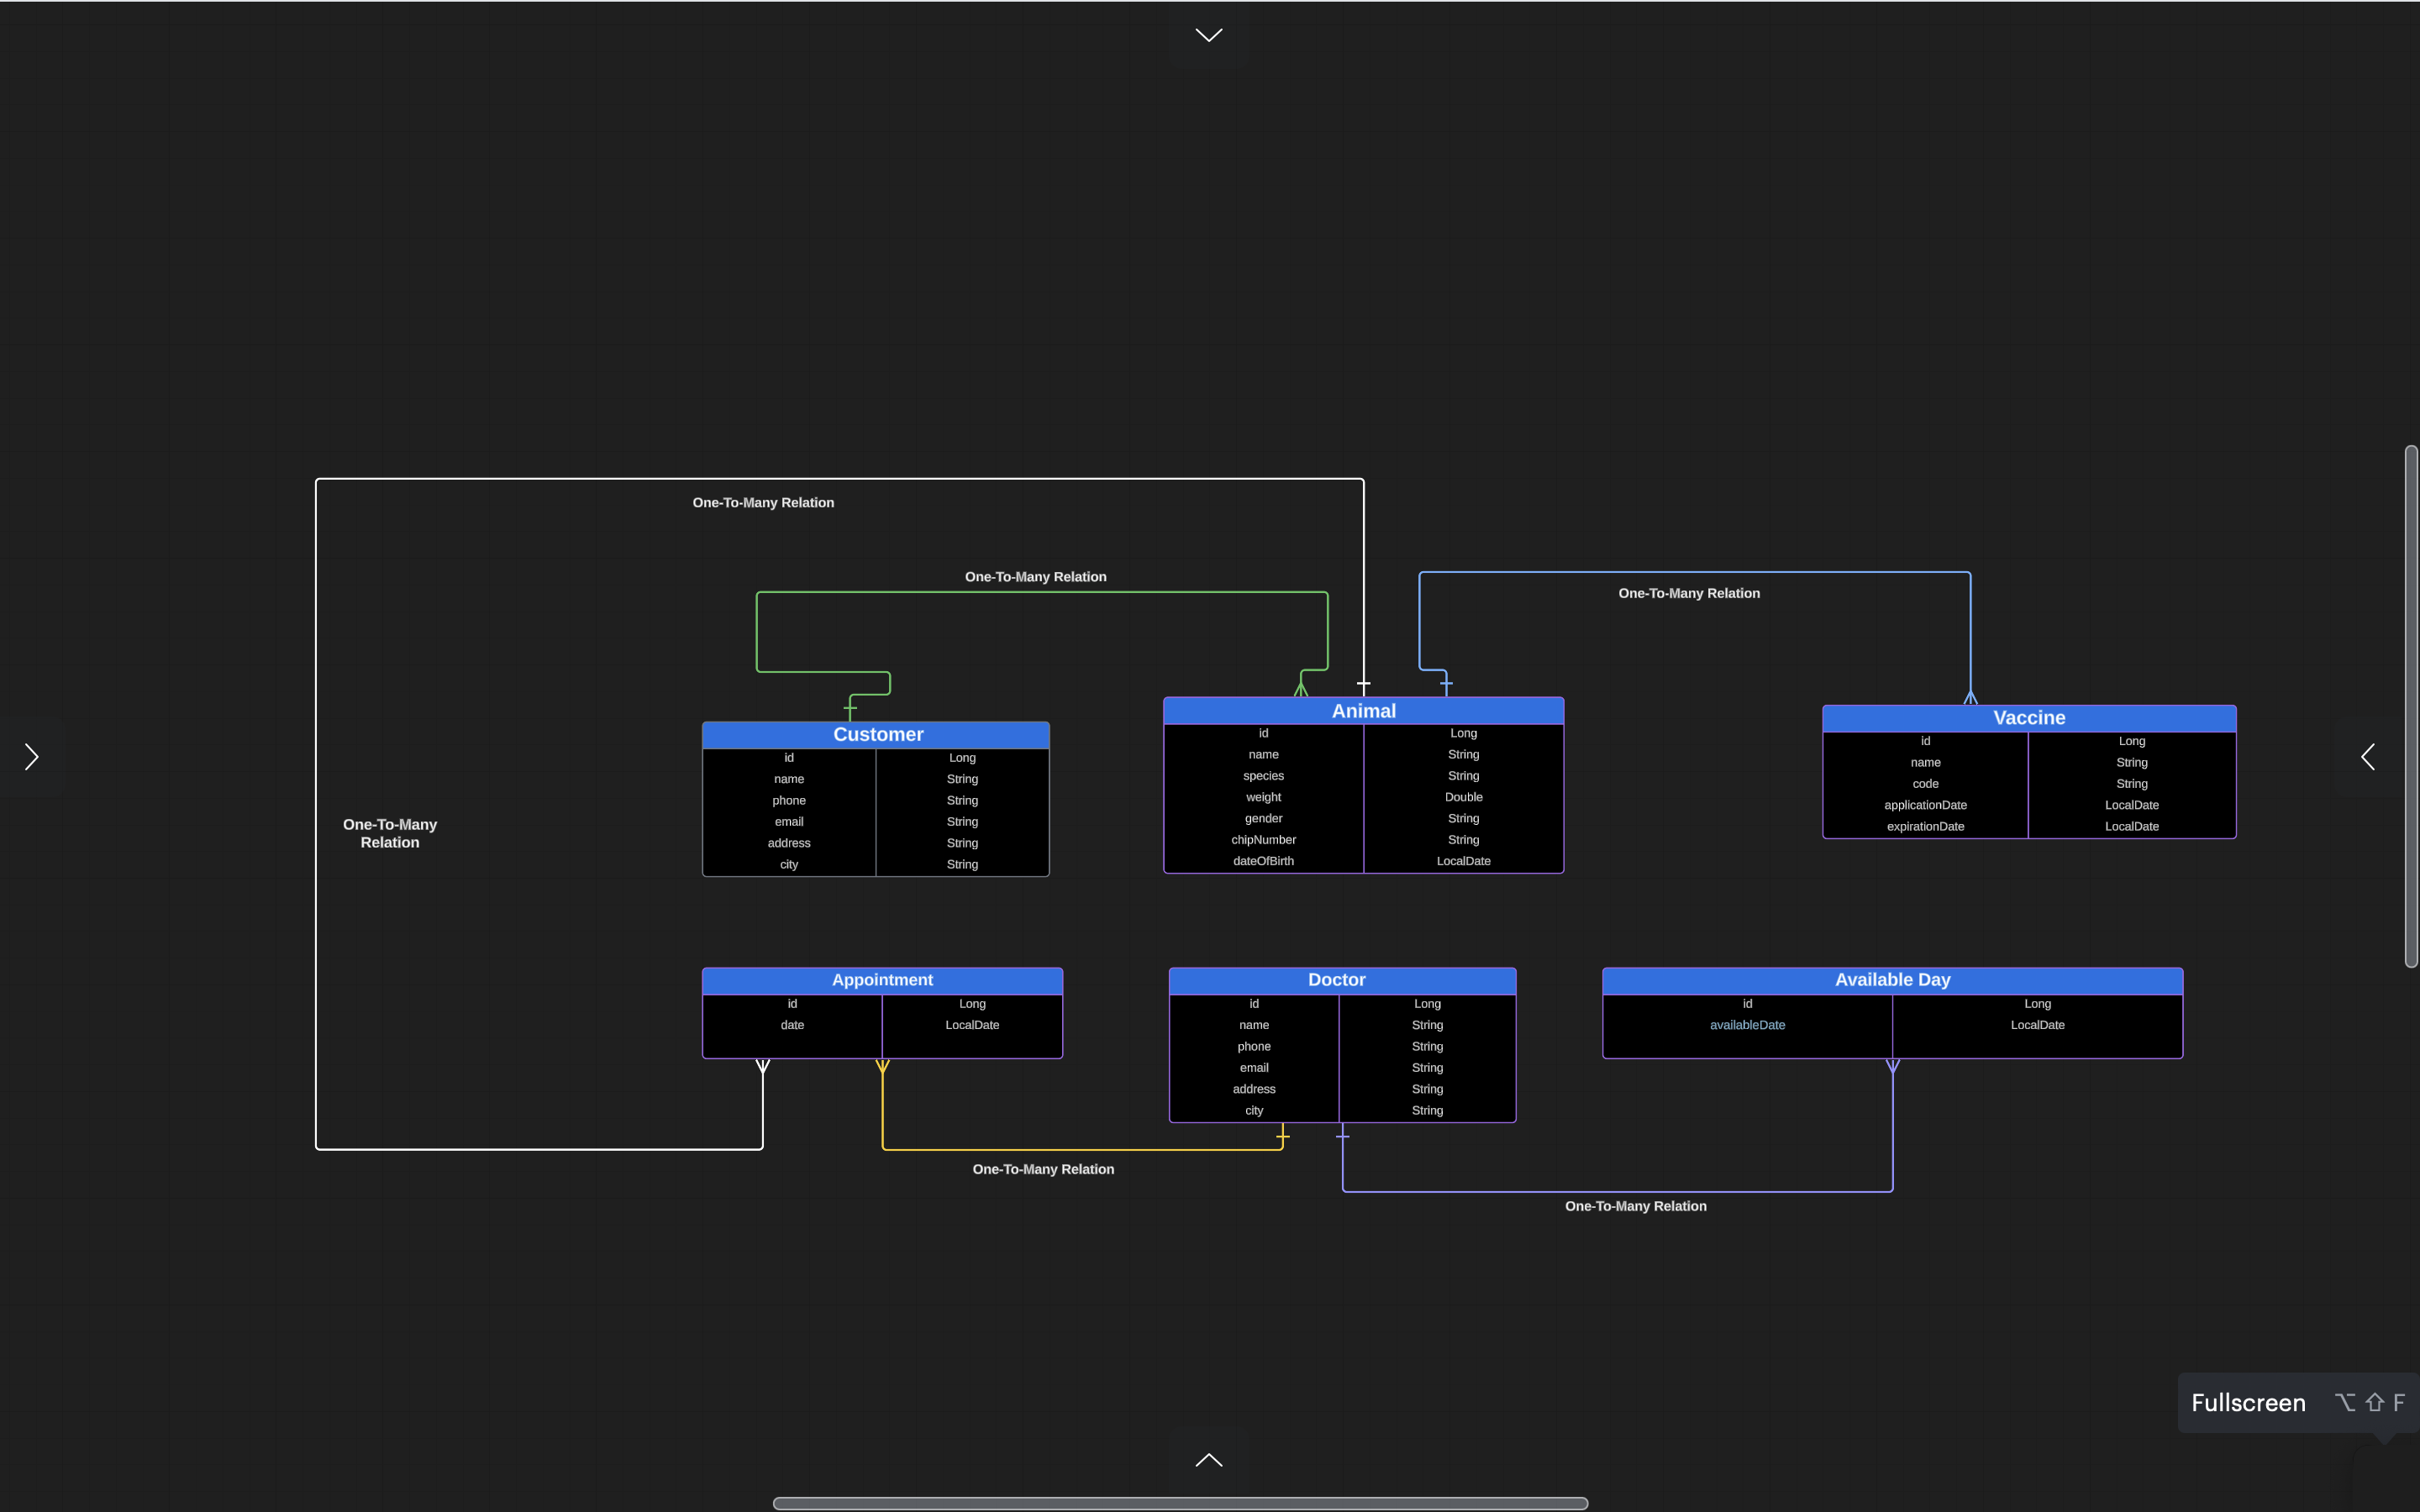 One-To-Many Relation
One-To-Many Relation
One-To-Many Relation
One-To-Many
Relation
Customer
id Long
name String
phone String
email String
address String
city String
Animal
id Long
name String
species String
weight Double
gender String
chipNumber String
dateOfBirth LocalDate
Vaccine
id Long
name String
code String
applicationDate LocalDate
expirationDate LocalDate
Appointment
id Long
date LocalDate
Doctor
id Long
name String
phone String
email String
address String
city String
Available Day
id Long
availableDate LocalDate
One-To-Many Relation
One-To-Many Relation
Fullscreen ⌥ ⇧ F